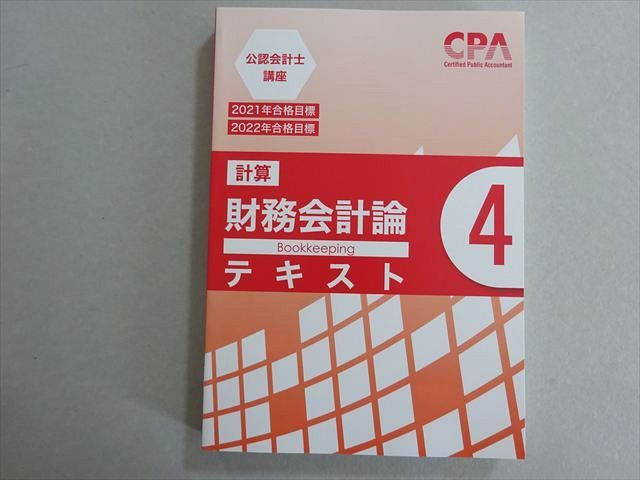 公認会計士
講座
CPA
Certified Public Accountant
2021年合格目標
2022年合格目標
計算
財務会計論
Bookkeeping
テキスト
4